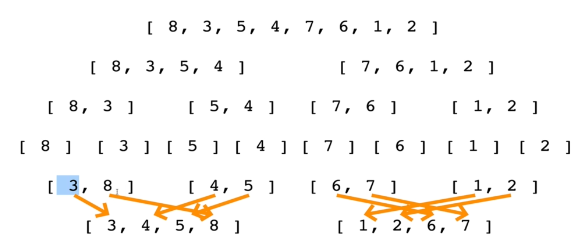 [ 8, 3, 5, 4, 7, 6, 1, 2 ]
[ 8, 3, 5, 4 ] [ 7, 6, 1, 2 ]
[ 8, 3 ] [ 5, 4 ] [ 7, 6 ] [ 1, 2 ]
[ 8 ] [ 3 ] [ 5 ] [ 4 ] [ 7 ] [ 6 ] [ 1 ] [ 2 ]
[ 3, 8 ] [ 4, 5 ] [ 6, 7 ] [ 1, 2 ]
[ 3, 4, 5, 8 ] [ 1, 2, 6, 7 ]